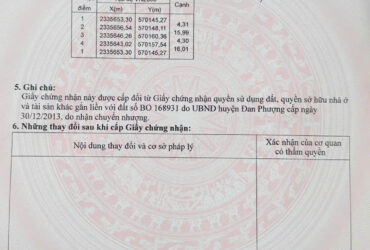 điểm X(m) Y(m) Cạnh
1 2335653,30 570145,27
4,31
2 2335656,54 570148,11
15,99
3 2335646,26 570160,36
4,30
4 2335643,02 570157,54
16,01
1 2335653,30 570145,27
5. Ghi chú:
Giấy chứng nhận này được cấp đổi từ Giấy chứng nhận quyền sử dụng đất, quyền sở hữu nhà ở
và tài sản khác gắn liền với đất số BO 168931 do UBND huyện Đan Phượng cấp ngày
30/12/2013, do nhận chuyển nhượng.
6. Những thay đổi sau khi cấp Giấy chứng nhận:
Nội dung thay đổi và cơ sở pháp lý
Xác nhận của cơ quan
có thẩm quyền